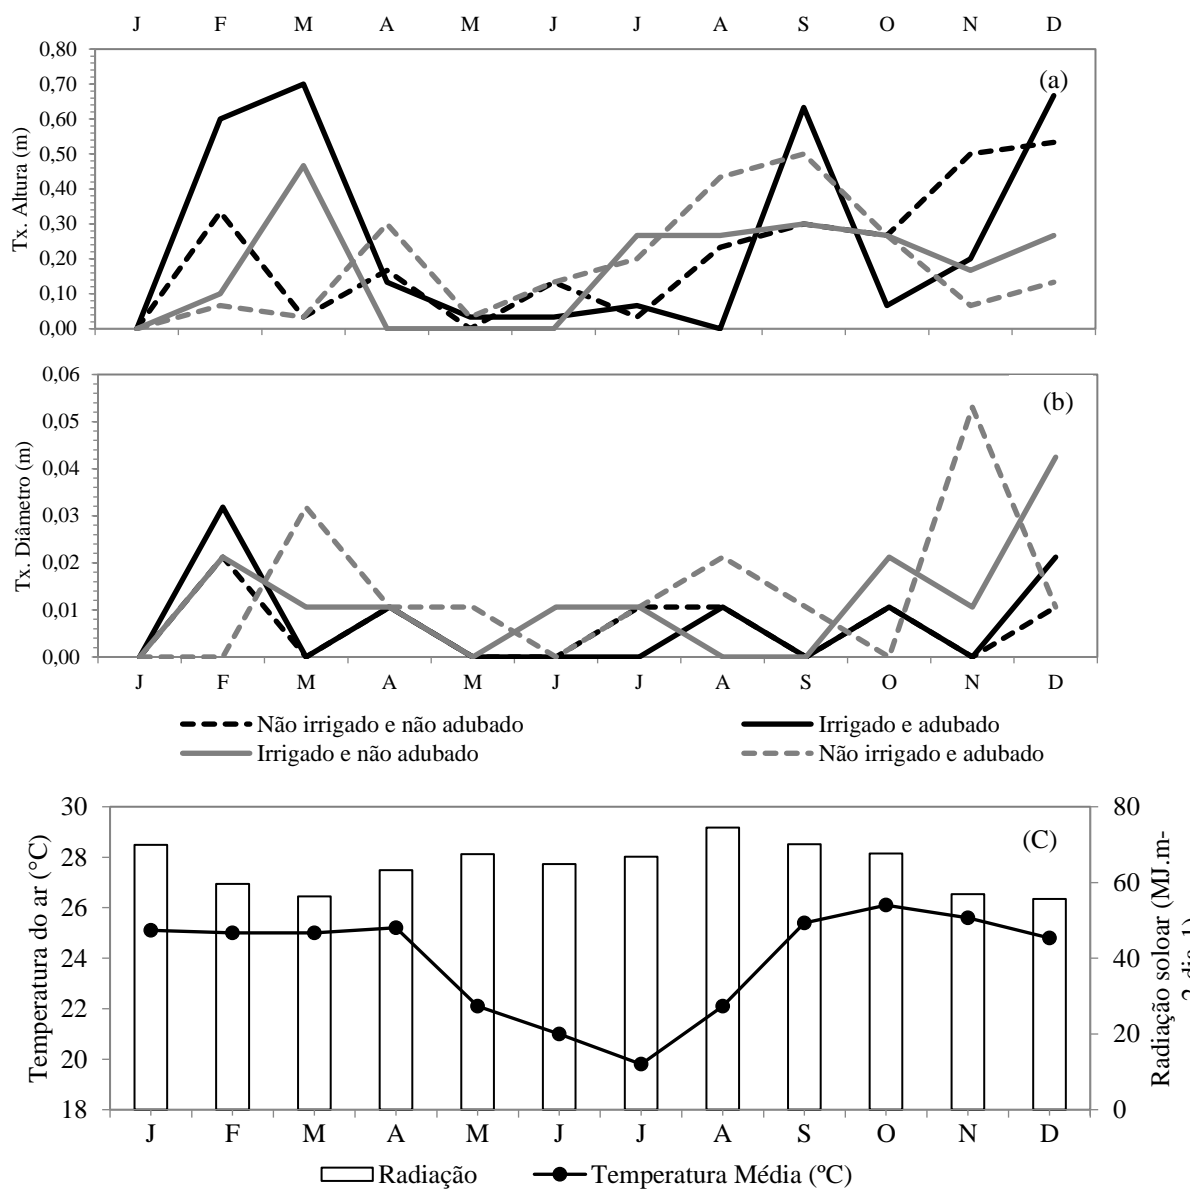 J F M A M J J A S O N D
0,80
0,70
0,60
0,50
0,40
0,30
0,20
0,10
0,00
Tx. Altura (m)
(a)
0,06
0,05
0,04
0,03
0,02
0,01
0,00
Tx. Diâmetro (m)
(b)
J F M A M J J A S O N D
Não irrigado e não adubado
Irrigado e adubado
Irrigado e não adubado
Não irrigado e adubado
30
28
26
24
22
20
18
Temperatura do ar (°C)
(C)
80
60
40
20
0
Radiação soloar (MJ.m-
2.dia-1)
J F M A M J J A S O N D
Radiação
Temperatura Média (ºC)